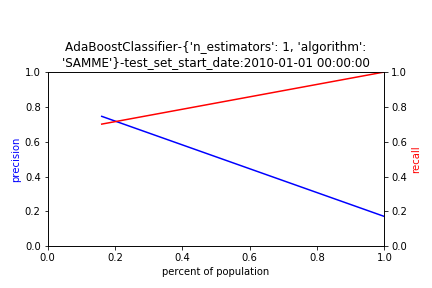 AdaBoostClassifier-{'n_estimators': 1, 'algorithm':
'SAMME'}-test_set_start_date:2010-01-01 00:00:00
1.0
0.8
0.6
0.4
0.2
0.0
precision
1.0
0.8
0.6
0.4
0.2
0.0
recall
0.0 0.2 0.4 0.6 0.8 1.0
percent of population